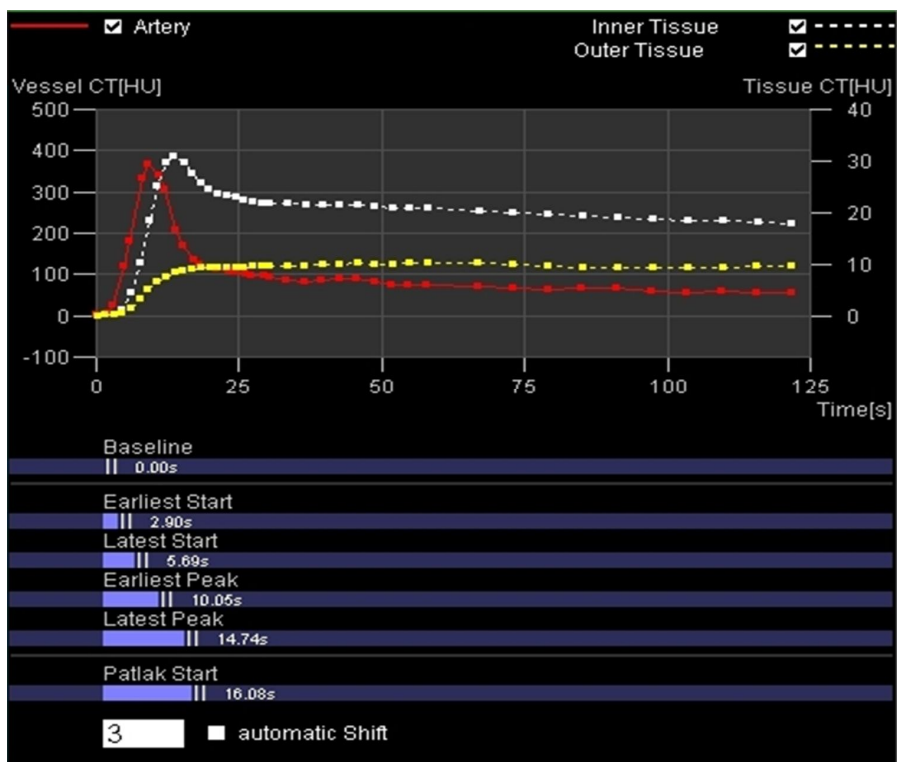 Artery
Inner Tissue
Outer Tissue
Vessel CT[HU]
Tissue CT[HU]
500
40
400
30
300
200
20
100
10
0
0
-100
0 25 50 75 100 125
Time[s]
Baseline
0.00s
Earliest Start
2.90s
Latest Start
5.69s
Earliest Peak
10.05s
Latest Peak
14.74s
Patlak Start
16.08s
3 automatic Shift